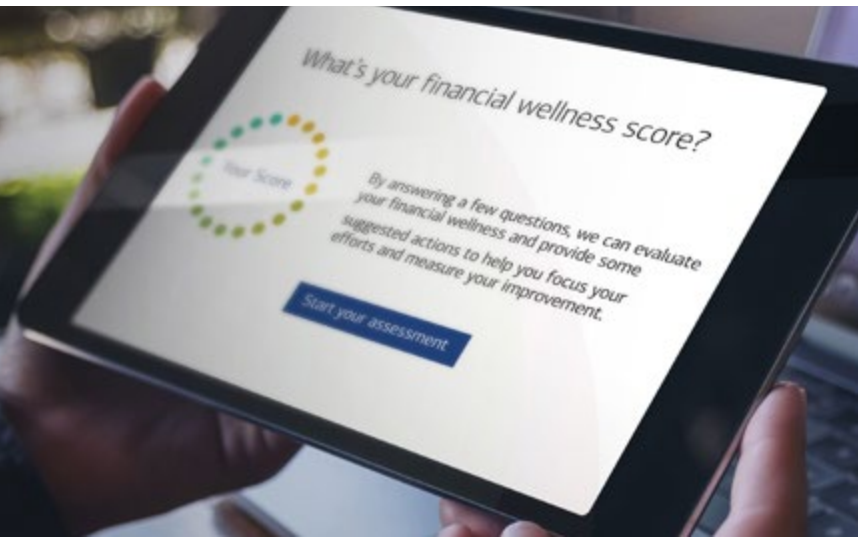 What's your financial wellness score?
Your Score
By answering a few questions, we can evaluate
your financial wellness and provide some
suggested actions to help you focus your
efforts and measure your improvement.
Start your assessment